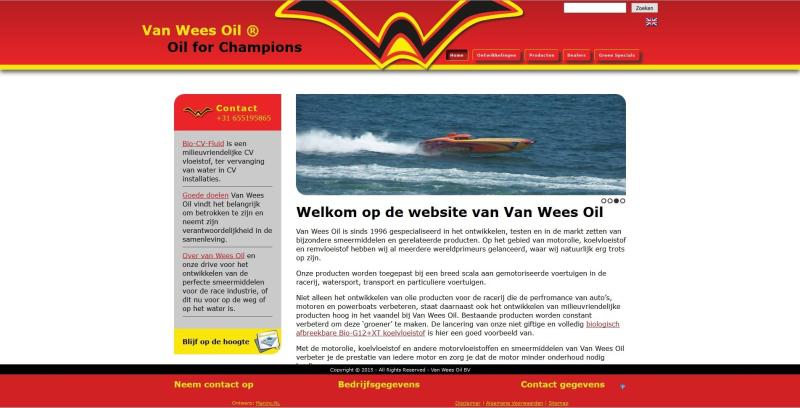 Van Wees Oil ®
Oil for Champions
Zoeken
Home
Ontwikkelingen
Producten
Dealers
Groene Specials
Contact
+31 655195865
Bio-CV-Fluid is een
milieuvriendelijke CV
vloeistof, ter vervanging
van water in CV
installaties.
Goede doelen Van Wees
Oil vindt het belangrijk
om betrokken te zijn en
neemt zijn
verantwoordelijkheid in de
samenleving.
Over van Wees Oil en
onze drive voor het
ontwikkelen van de
perfecte smeermiddelen
voor de race industrie, of
dit nu voor op de weg of
op het water is.
Blijf op de hoogte
Welkom op de website van Van Wees Oil
Van Wees Oil is sinds 1996 gespecialiseerd in het ontwikkelen, testen en in de markt zetten van
bijzondere smeermiddelen en gerelateerde producten. Op het gebied van motorolie, koelvloeistof
en remvloeistof hebben wij al meerdere wereldprimeurs gelanceerd, waar wij natuurlijk erg trots
op zijn.
Onze producten worden toegepast bij een breed scala aan gemotoriseerde voertuigen in de
racerij, watersport, transport en particuliere voertuigen.
Niet alleen het ontwikkelen van olie producten voor de racerij die de perfromance van auto's,
motoren en powerboats verbeteren, staat daarnaast ook het ontwikkelen van milieuvriendelijke
producten hoog in het vaandel bij Van Wees Oil. Bestaande producten worden constant
verbeterd om deze 'groener' te maken. De lancering van onze niet giftige en volledig biologisch
afbreekbare Bio-G12+XT koelvloeistof is hier een goed voorbeeld van.
Met de motorolie, koelvloeistof en andere motorvloeistoffen en smeermiddelen van Van Wees Oil
verbeter je de prestatie van iedere motor en zorg je dat de motor minder onderhoud nodig
Copyright © 2015 - All Rights Reserved - Van Wees Oil BV
Neem contact op
Bedrijfsgegevens
Contact gegevens
Ontwerp: Manino.NL
Disclaimer | Algemene Voorwaarden | Sitemap